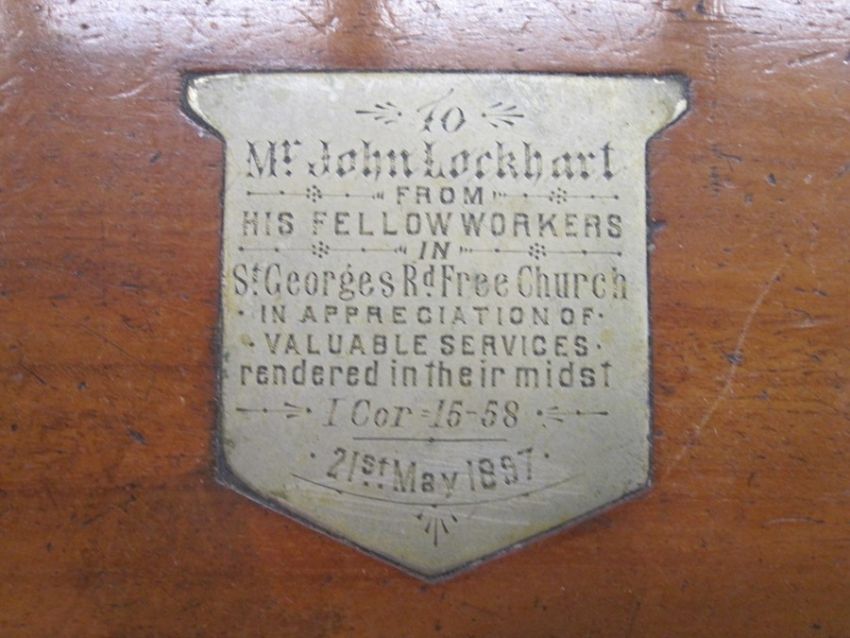 To
Mr. John Lockhart
FROM
HIS FELLOW WORKERS
IN
St. Georges Rd. Free Church
· IN APPRECIATION OF ·
· VALUABLE SERVICES ·
rendered in their midst
I Cor = 15-58
· 21st. May 1897 ·